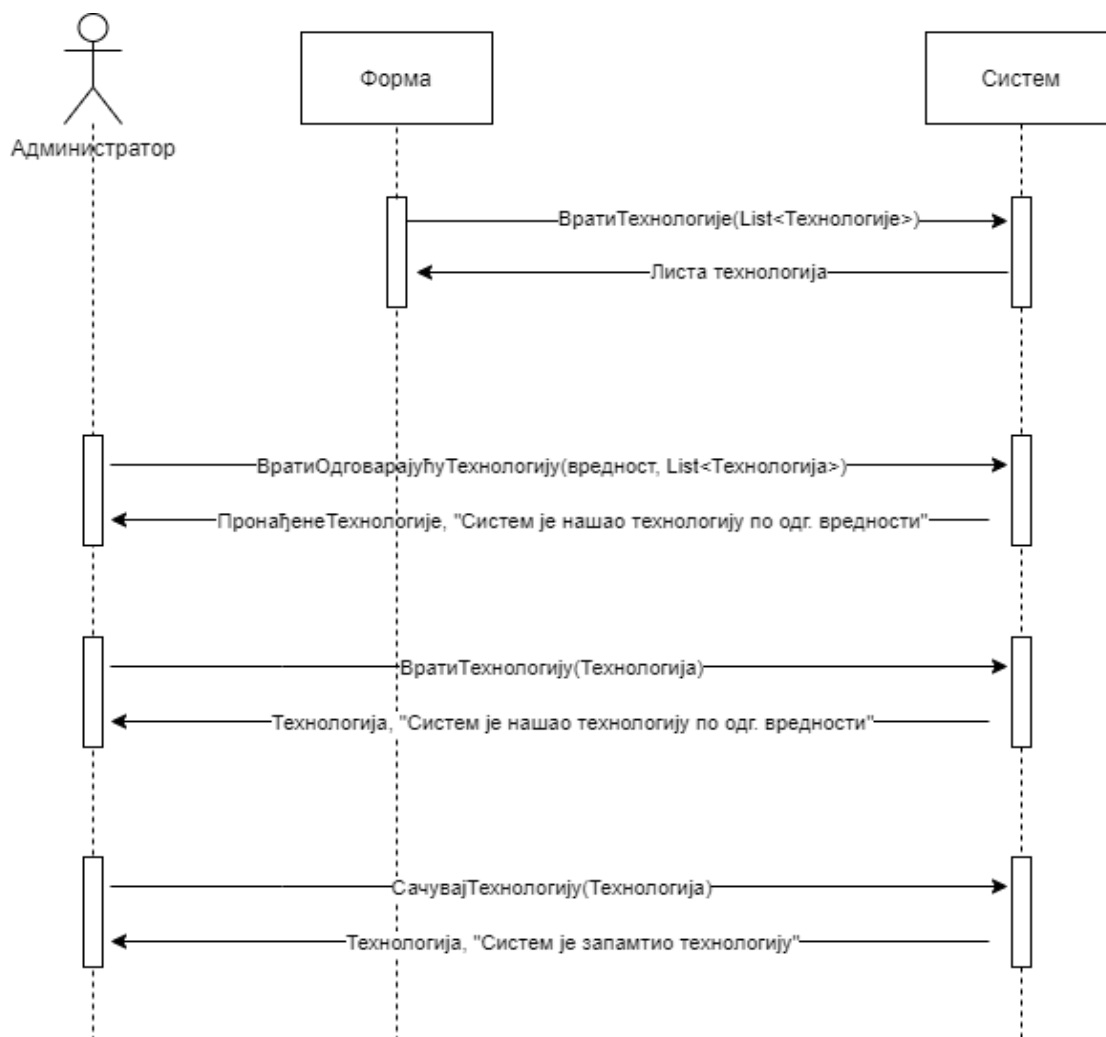 Форма
Систем
Администратор
ВратиТехнологије(List<Технологије>)
Листа технологија
ВратиОдговарајућуТехнологију(вредност, List<Технологија>)
ПронађенеТехнологије, "Систем је нашао технологију по одг. вредности"
ВратиТехнологију(Технологија)
Технологија, "Систем је нашао технологију по одг. вредности"
СачувајТехнологију(Технологија)
Технологија, "Систем је запамтио технологију"